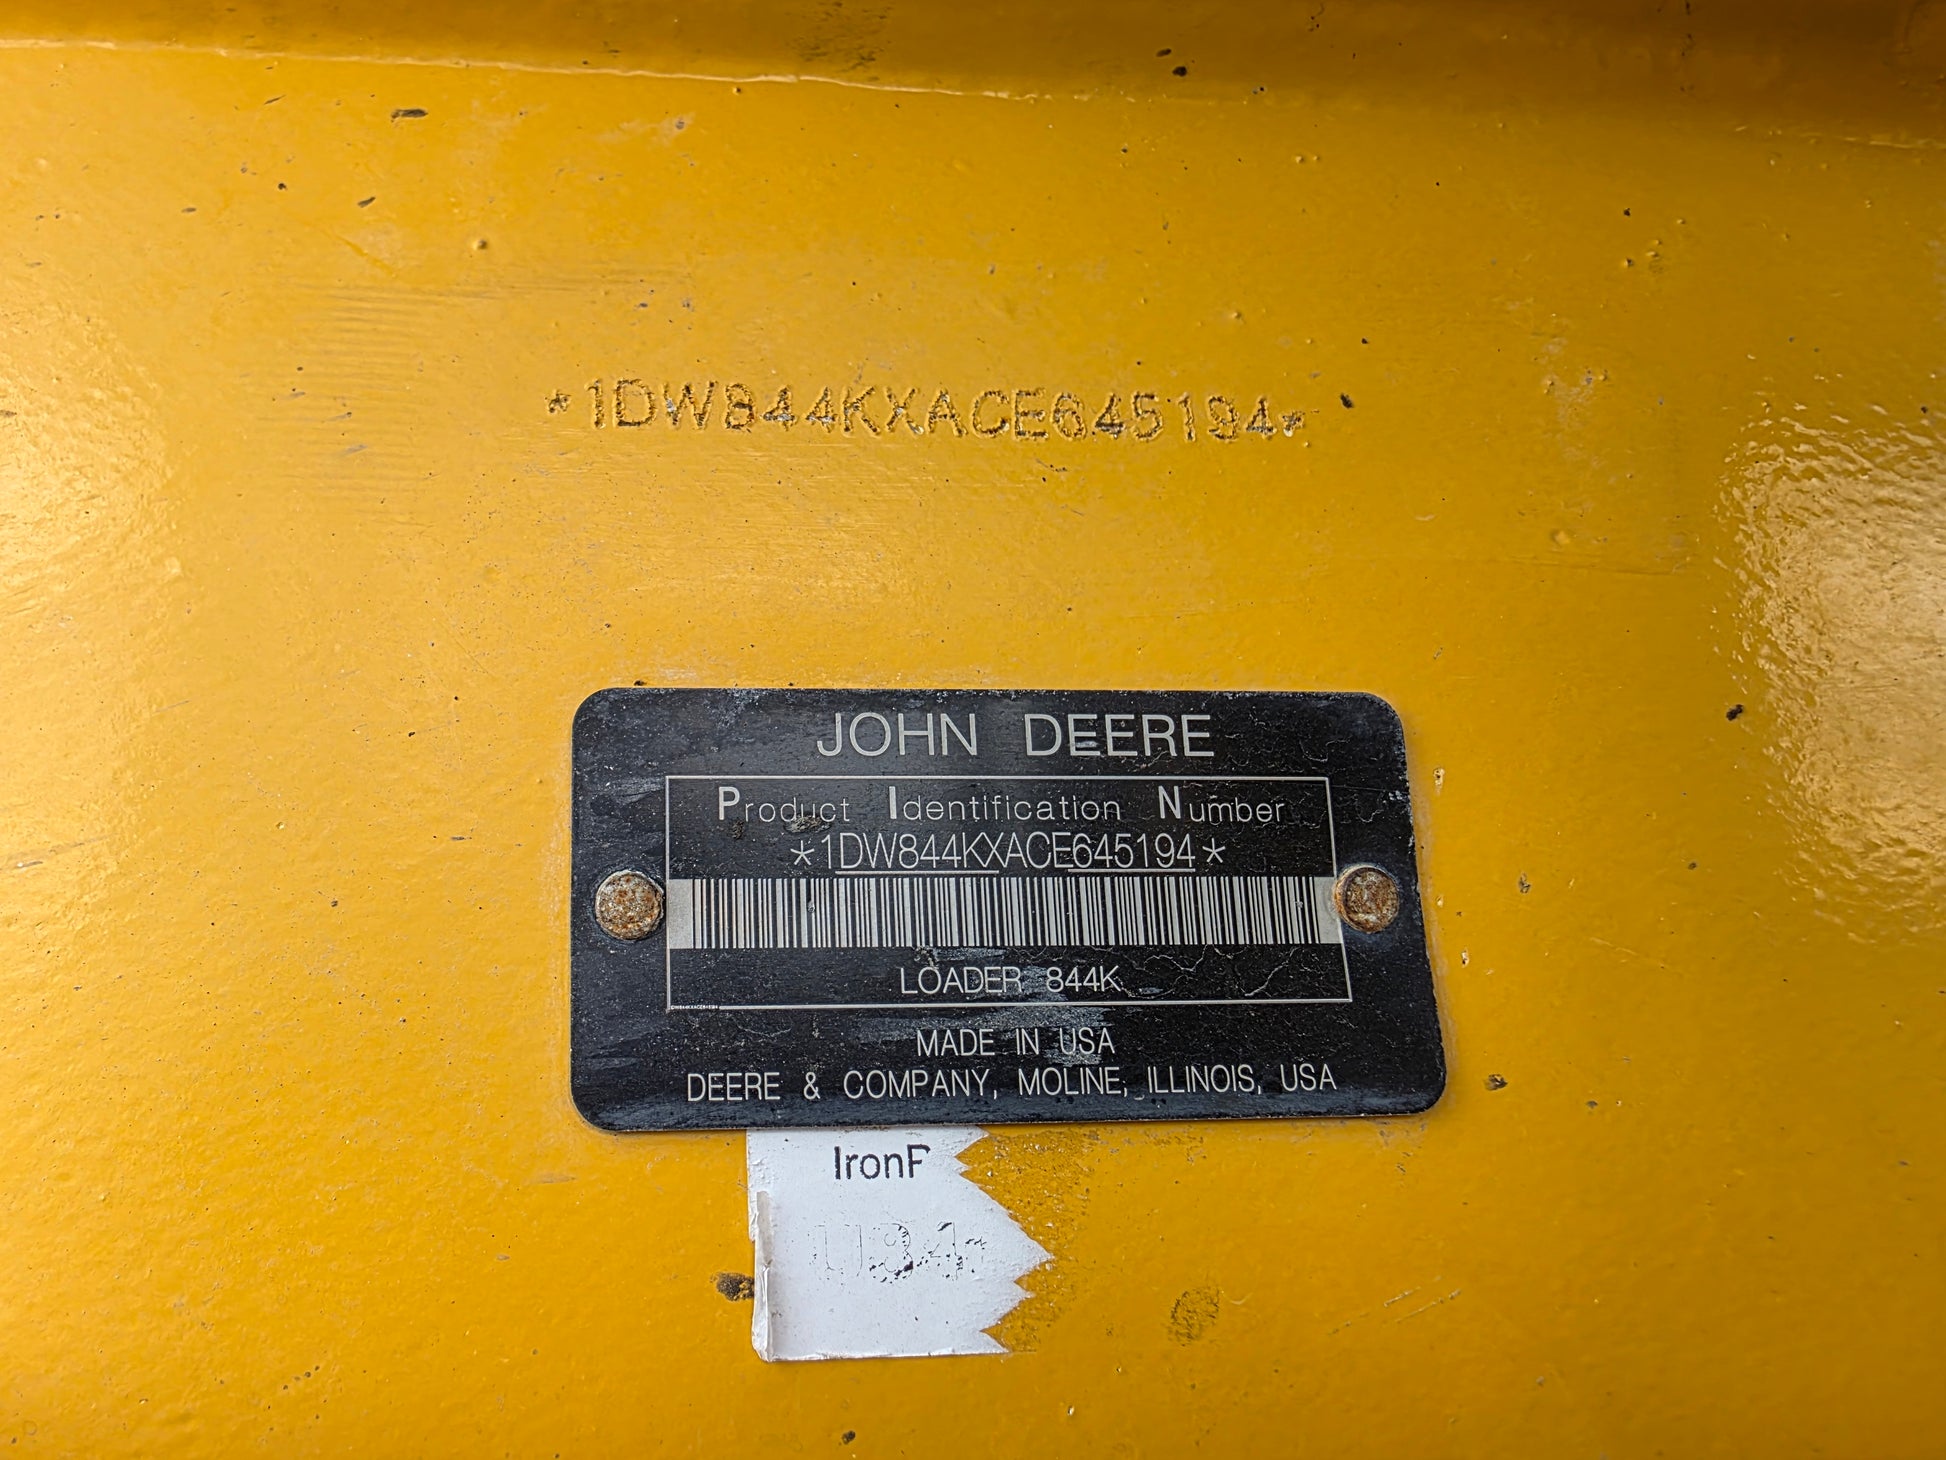 *1DW844KXACE645194*
JOHN DEERE
Product Identification Number
*1DW844KXACE645194*
LOADER 844K
MADE IN USA
DEERE & COMPANY, MOLINE, ILLINOIS, USA
IronP